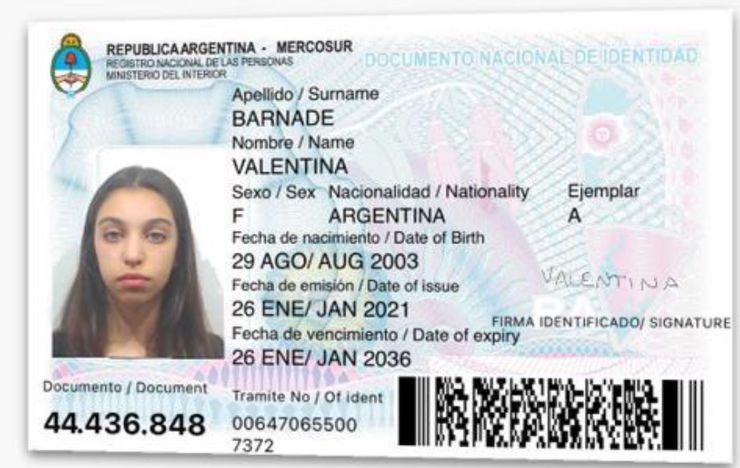 REPUBLICA ARGENTINA - MERCOSUR
REGISTRO NACIONAL DE LAS PERSONAS
MINISTERIO DEL INTERIOR
DOCUMENTO NACIONAL DE IDENTIDAD
Apellido / Surname
BARNADE
Nombre / Name
VALENTINA
Sexo / Sex Nacionalidad / Nationality Ejemplar
F ARGENTINA A
Fecha de nacimiento / Date of Birth
29 AGO/ AUG 2003
Fecha de emisión / Date of issue
26 ENE/ JAN 2021
VALENTINA
FIRMA IDENTIFICADO/ SIGNATURE
Fecha de vencimiento / Date of expiry
26 ENE/ JAN 2036
Documento / Document
44.436.848
Tramite No / Of ident
00647065500
7372